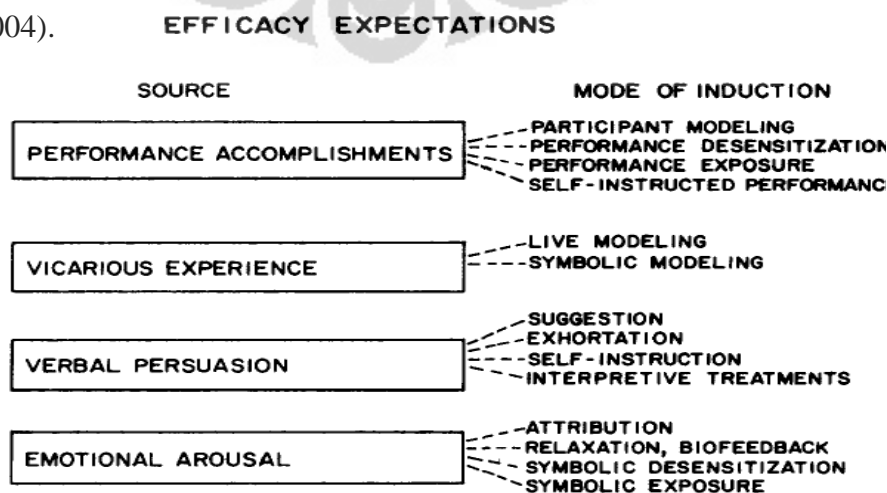 004).
EFFICACY EXPECTATIONS
SOURCE
MODE OF INDUCTION
PERFORMANCE ACCOMPLISHMENTS
PARTICIPANT MODELING
PERFORMANCE DESENSITIZATION
PERFORMANCE EXPOSURE
SELF-INSTRUCTED PERFORMANCE
VICARIOUS EXPERIENCE
LIVE MODELING
SYMBOLIC MODELING
VERBAL PERSUASION
SUGGESTION
EXHORTATION
SELF-INSTRUCTION
INTERPRETIVE TREATMENTS
EMOTIONAL AROUSAL
ATTRIBUTION
RELAXATION, BIOFEEDBACK
SYMBOLIC DESENSITIZATION
SYMBOLIC EXPOSURE